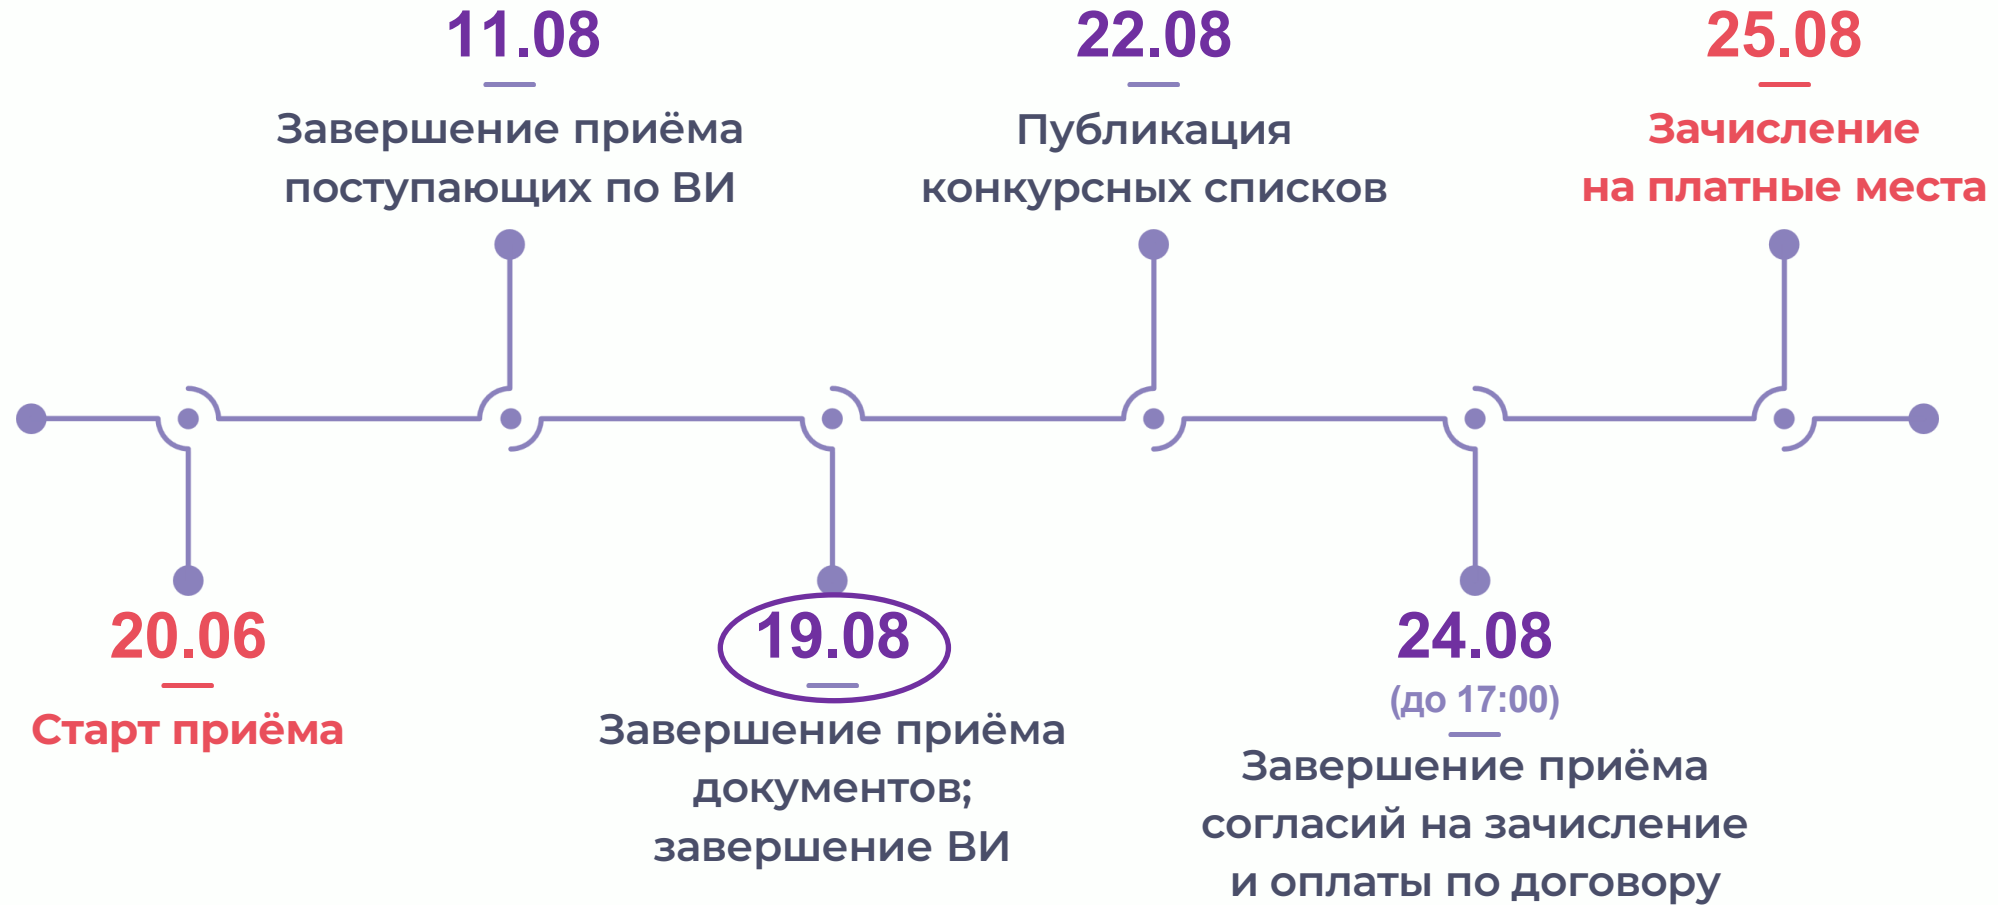 11.08
Завершение приёма
поступающих по ВИ
22.08
Публикация
конкурсных списков
25.08
Зачисление
на платные места
20.06
Старт приёма
19.08
Завершение приёма
документов;
завершение ВИ
24.08
(до 17:00)
Завершение приёма
согласий на зачисление
и оплаты по договору